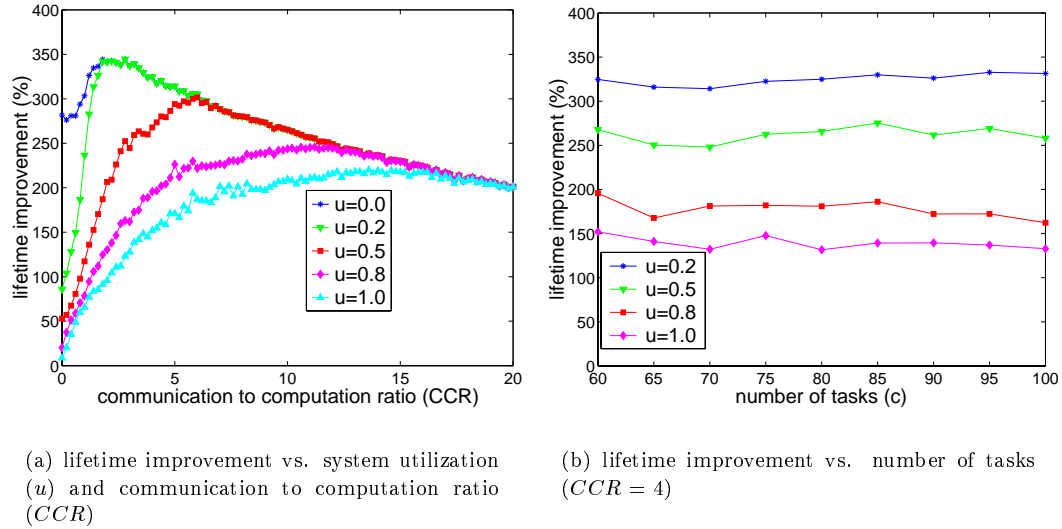 400
350
300
250
200
150
100
50
0
lifetime improvement (%)
0 5 10 15 20
communication to computation ratio (CCR)
u=0.0
u=0.2
u=0.5
u=0.8
u=1.0
400
350
300
250
200
150
100
50
0
lifetime improvement (%)
60 65 70 75 80 85 90 95 100
number of tasks (c)
u=0.2
u=0.5
u=0.8
u=1.0
(a) lifetime improvement vs. system utilization
(u) and communication to computation ratio
(CCR)
(b) lifetime improvement vs. number of tasks
(CCR = 4)